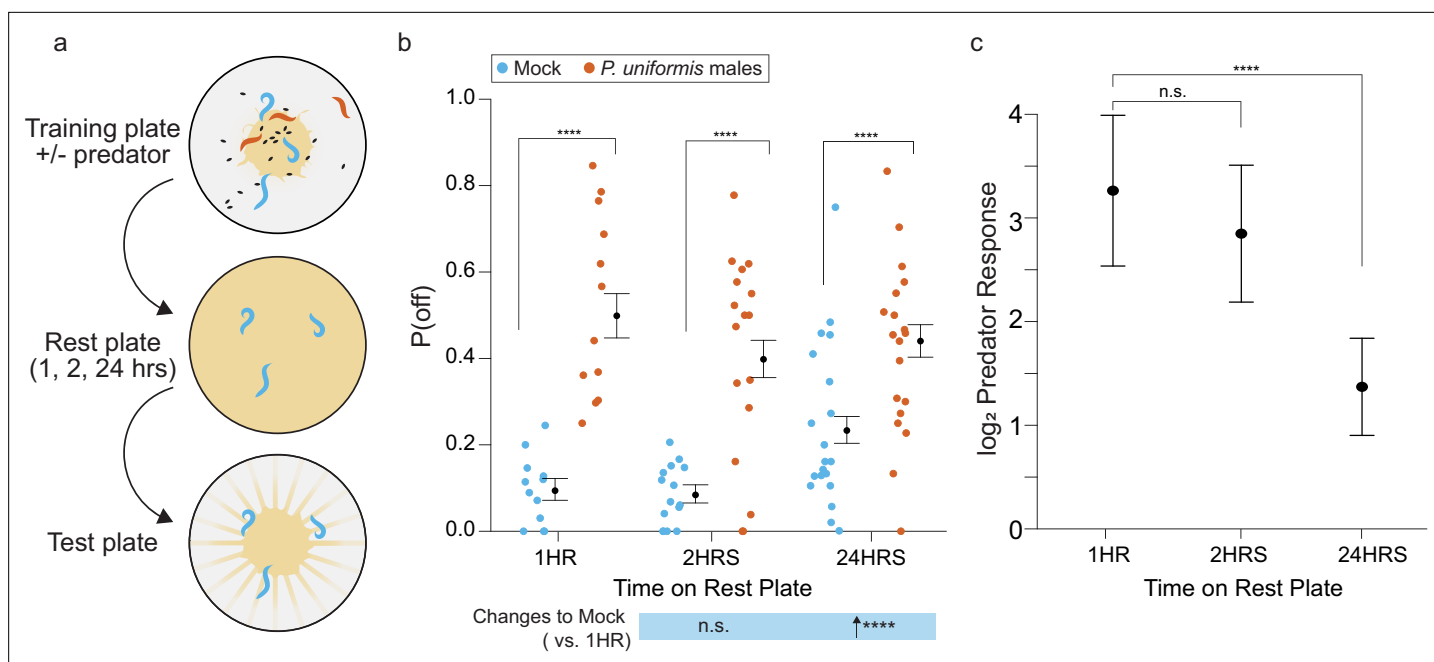 a
Training plate
+/- predator
Rest plate
(1, 2, 24 hrs)
Test plate
b
Mock P. uniformis males
1.0
0.8
0.6
0.4
0.2
0.0
P(off)
****
****
****
1HR 2HRS 24HRS
Time on Rest Plate
Changes to Mock
( vs. 1HR)
n.s. ↑****
c
****
n.s.
4
3
2
1
0
log₂ Predator Response
1HR 2HRS 24HRS
Time on Rest Plate